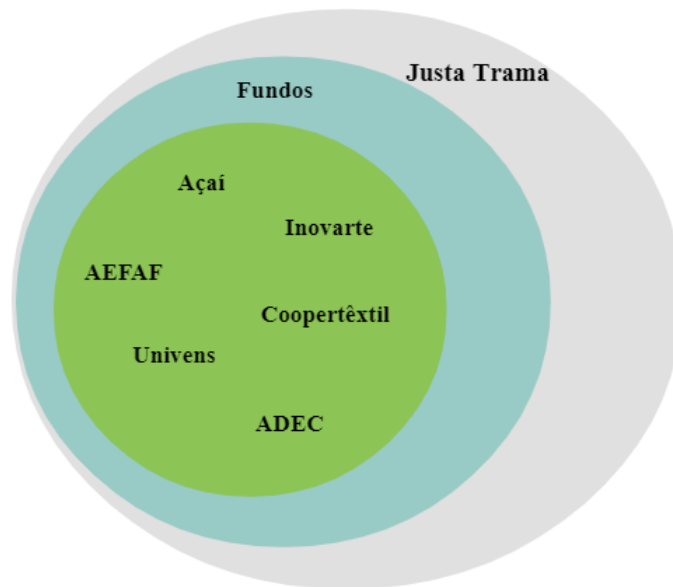 Justa Trama
Fundos
Açaí
Inovarte
AEFAF
Coopertêxtil
Univens
ADEC